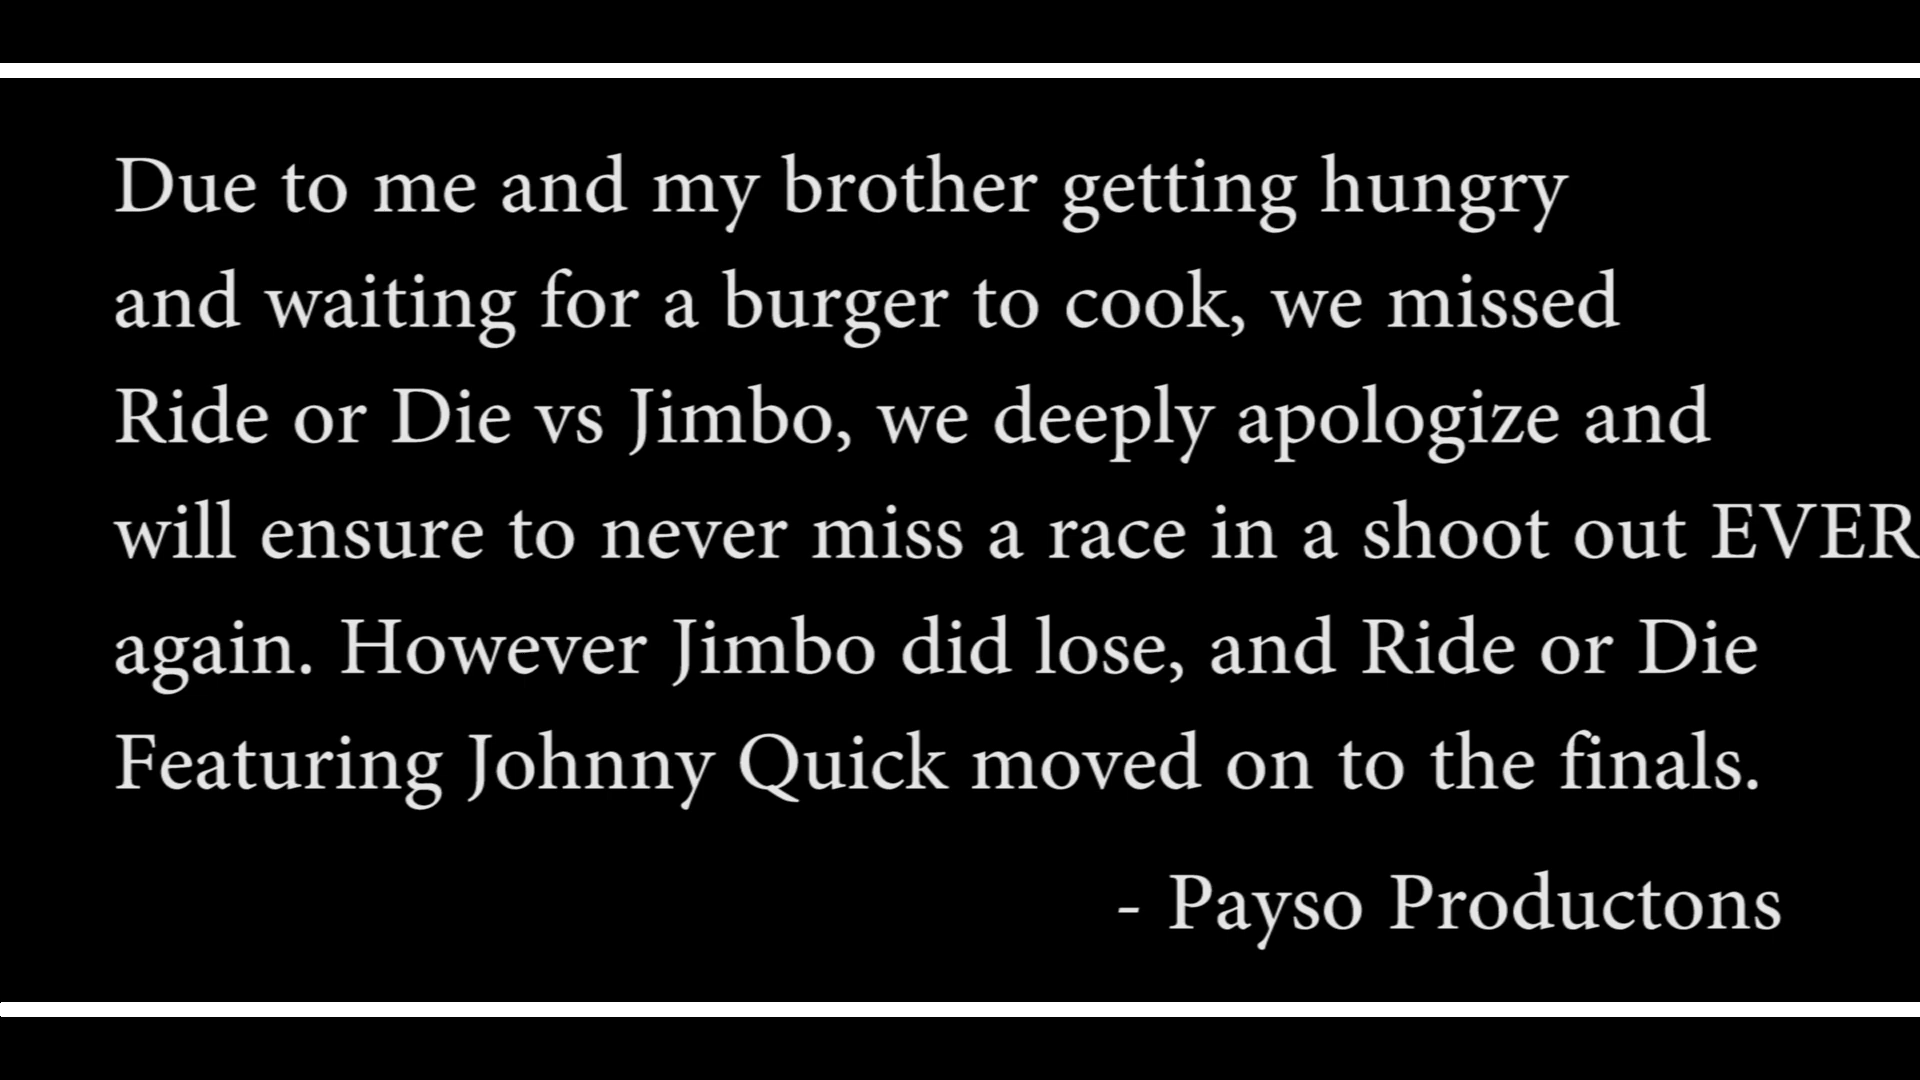 Due to me and my brother getting hungry
and waiting for a burger to cook, we missed
Ride or Die vs Jimbo, we deeply apologize and
will ensure to never miss a race in a shoot out EVER
again. However Jimbo did lose, and Ride or Die
Featuring Johnny Quick moved on to the finals.
- Payso Productons